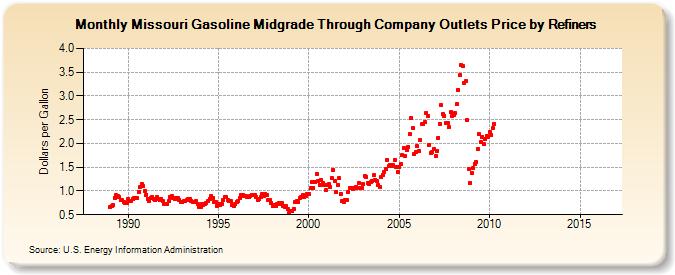 Monthly Missouri Gasoline Midgrade Through Company Outlets Price by Refiners
Dollars per Gallon
4.0
3.5
3.0
2.5
2.0
1.5
1.0
0.5
1990 1995 2000 2005 2010 2015
Source: U.S. Energy Information Administration